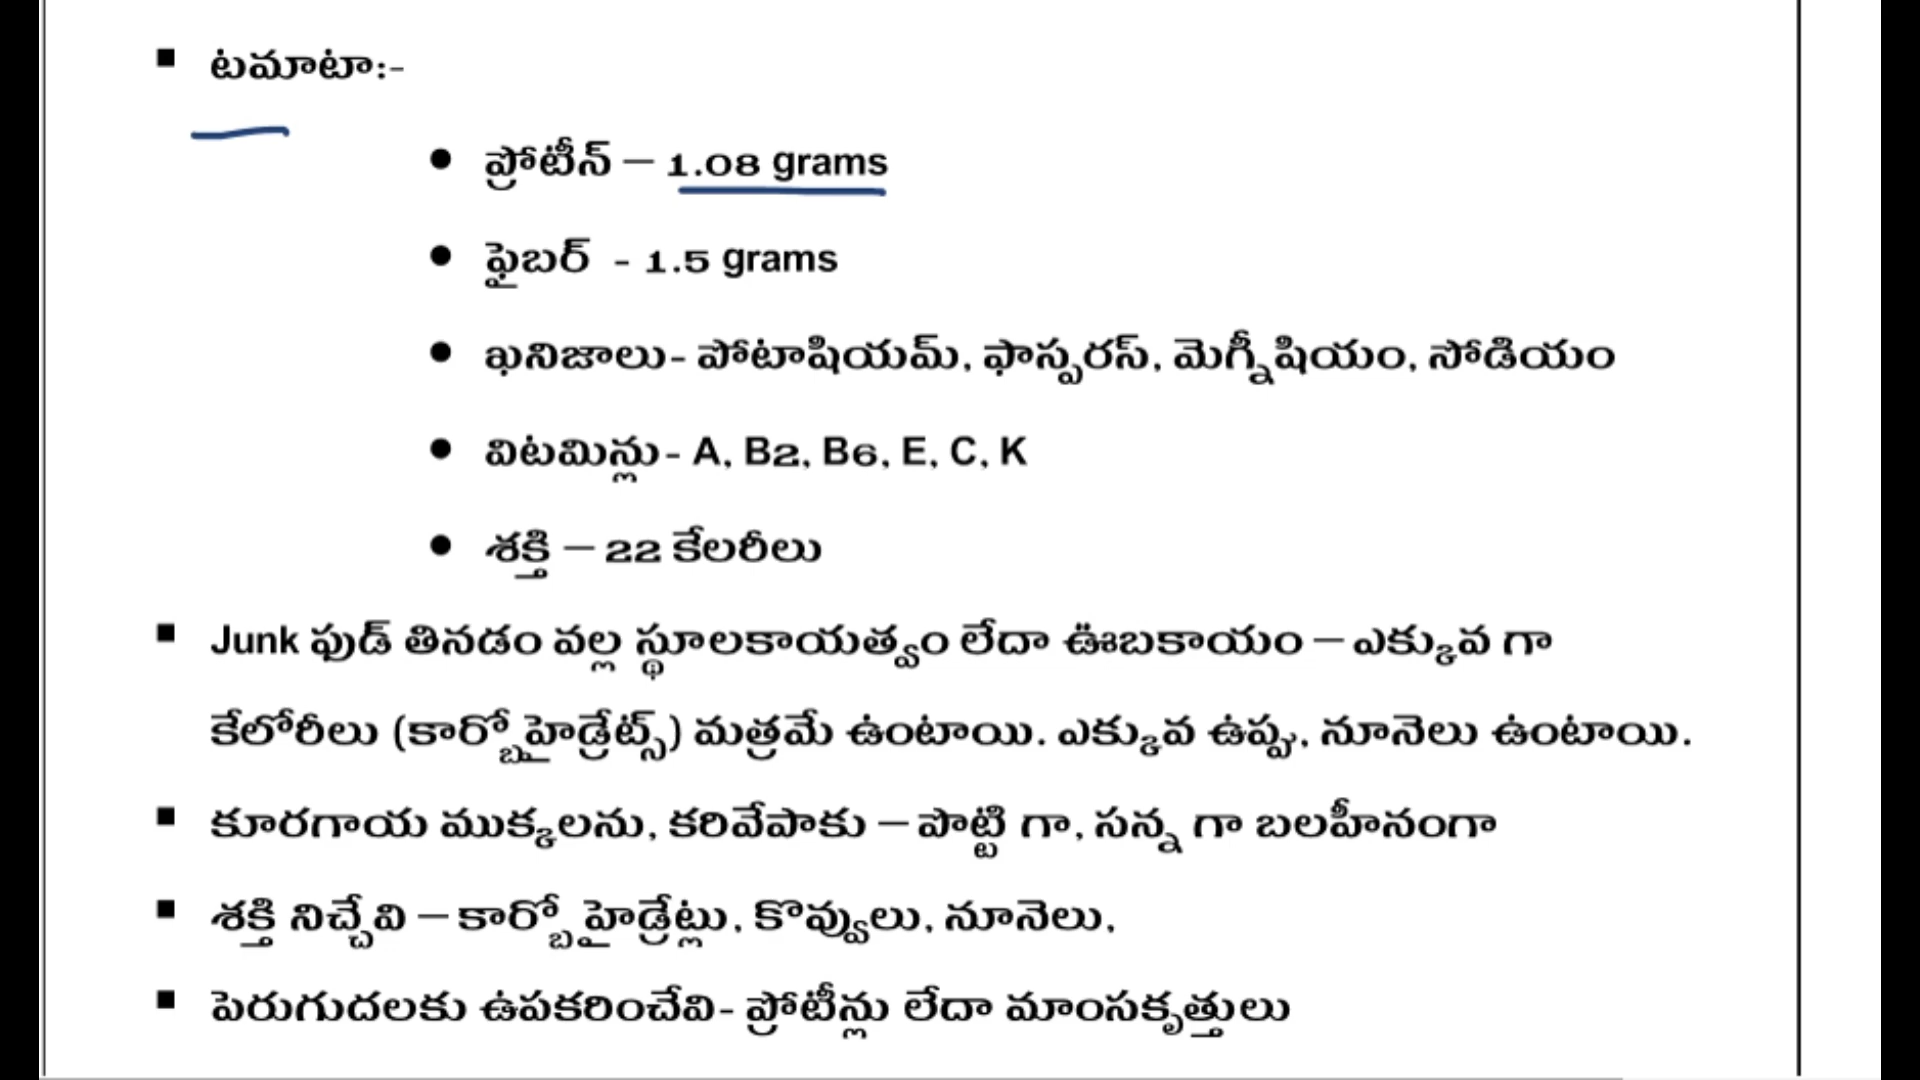 ▪ టమాటా:-
● ప్రోటీన్ – 1.08 grams
● ఫైబర్ - 1.5 grams
● ఖనిజాలు- పోటాషియమ్, ఫాస్పరస్, మెగ్నీషియం, సోడియం
● విటమిన్లు- A, B2, B6, E, C, K
● శక్తి – 22 కేలరీలు
▪ Junk ఫుడ్ తినడం వల్ల స్థూలకాయత్వం లేదా ఊబకాయం – ఎక్కువ గా
కేలోరీలు (కార్బోహైడ్రేట్స్) మత్రమే ఉంటాయి. ఎక్కువ ఉప్పు, నూనెలు ఉంటాయి.
▪ కూరగాయ ముక్కలను, కరివేపాకు – పొట్టి గా, సన్న గా బలహీనంగా
▪ శక్తి నిచ్చేవి – కార్బోహైడ్రేట్లు, కొవ్వులు, నూనెలు,
▪ పెరుగుదలకు ఉపకరించేవి- ప్రోటీన్లు లేదా మాంసకృత్తులు